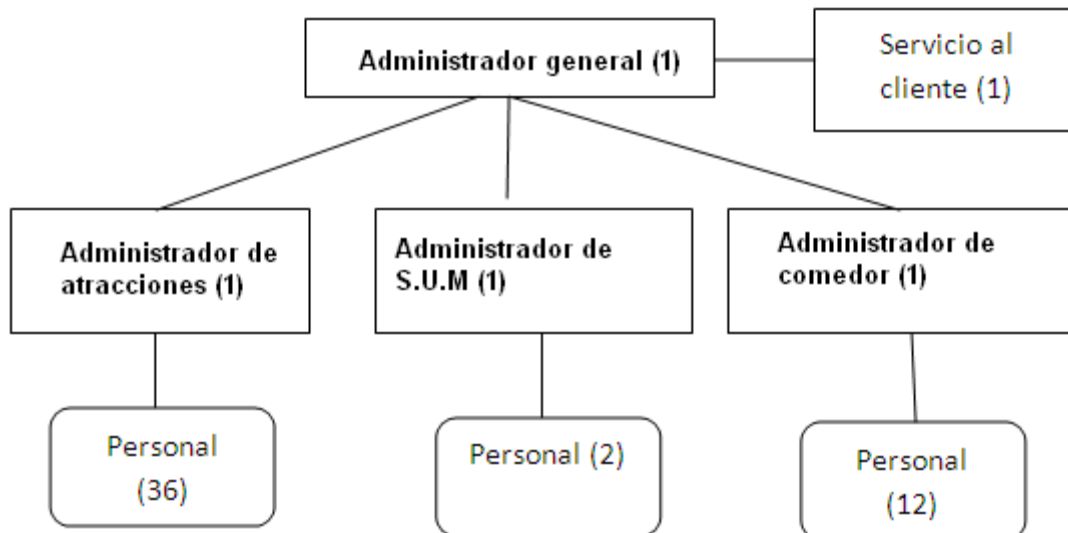 Administrador general (1)
Servicio al
cliente (1)
Administrador de
atracciones (1)
Administrador de
S.U.M (1)
Administrador de
comedor (1)
Personal
(36)
Personal (2)
Personal
(12)